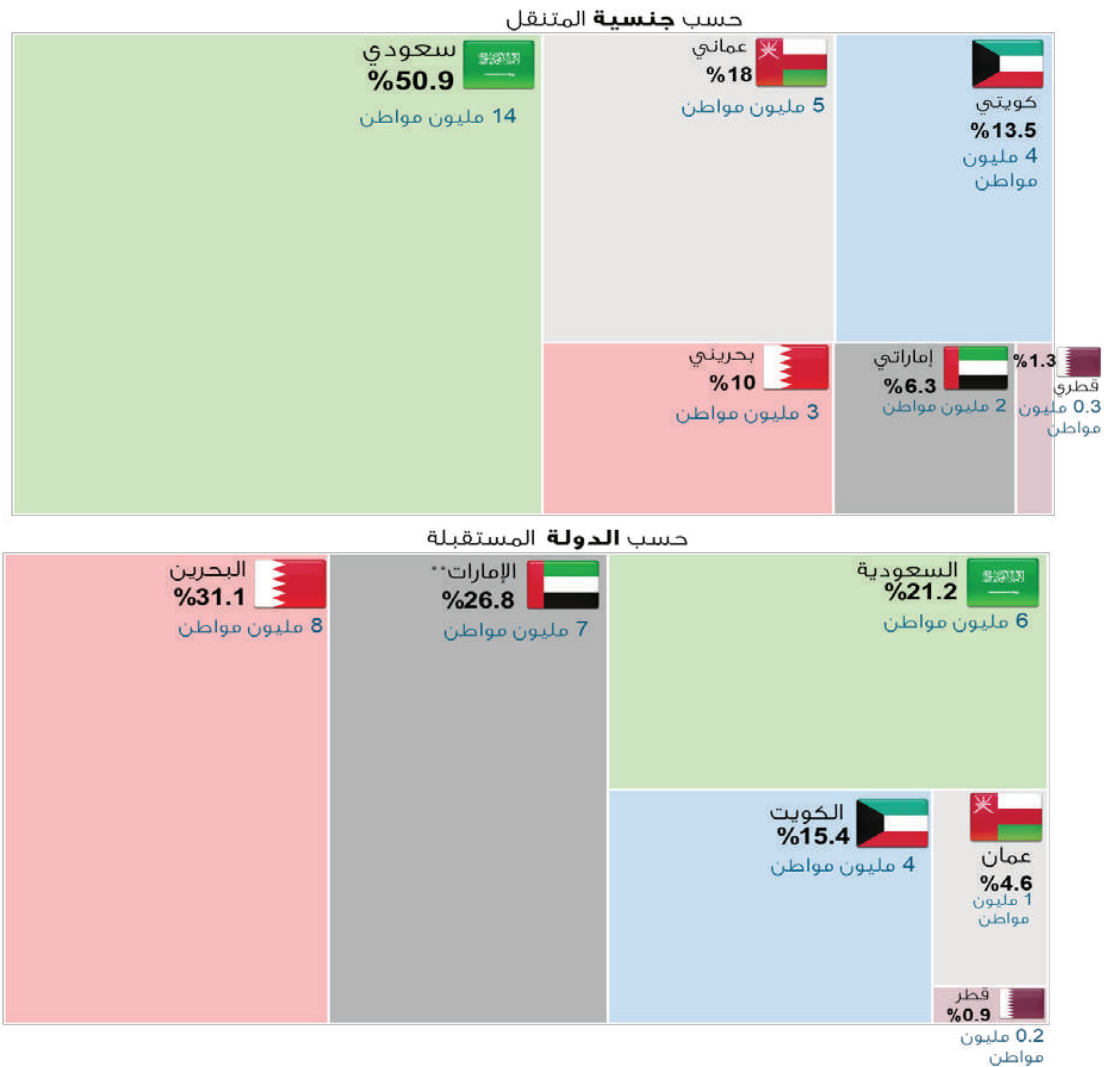 حسب جنسية المتنقل
سعودي
%50.9
14 مليون مواطن
عماني
%18
5 مليون مواطن
كويتي
%13.5
4 مليون
مواطن
بحريني
%10
3 مليون مواطن
إماراتي
%6.3
2 مليون مواطن
%1.3
قطري
0.3 مليون
مواطن
حسب الدولة المستقبلة
البحرين
%31.1
8 مليون مواطن
الإمارات**
%26.8
7 مليون مواطن
السعودية
%21.2
6 مليون مواطن
الكويت
%15.4
4 مليون مواطن
عمان
%4.6
1 مليون
مواطن
قطر
%0.9
0.2 مليون
مواطن